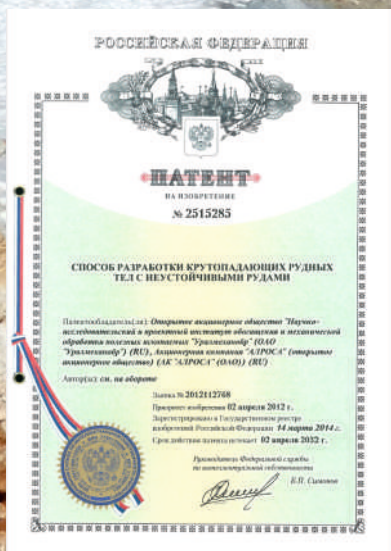 РОССИЙСКАЯ ФЕДЕРАЦИЯ
ПАТЕНТ
НА ИЗОБРЕТЕНИЕ
№ 2515285
СПОСОБ РАЗРАБОТКИ КРУТОПАДАЮЩИХ РУДНЫХ
ТЕЛ С НЕУСТОЙЧИВЫМИ РУДАМИ
Патентообладатель(ли): Открытое акционерное общество "Научно-
исследовательский и проектный институт обогащения и механической
обработки полезных ископаемых "Уралмеханобр" (ОАО
"Уралмеханобр") (RU), Акционерная компания "АЛРОСА" (открытое
акционерное общество) (АК "АЛРОСА" (ОАО)) (RU)
Автор(ы): см. на обороте
Заявка № 2012112768
Приоритет изобретения 02 апреля 2012 г.
Зарегистрировано в Государственном реестре
изобретений Российской Федерации 14 марта 2014 г.
Срок действия патента истекает 02 апреля 2032 г.
Руководитель Федеральной службы
по интеллектуальной собственности
Б.П. Симонов